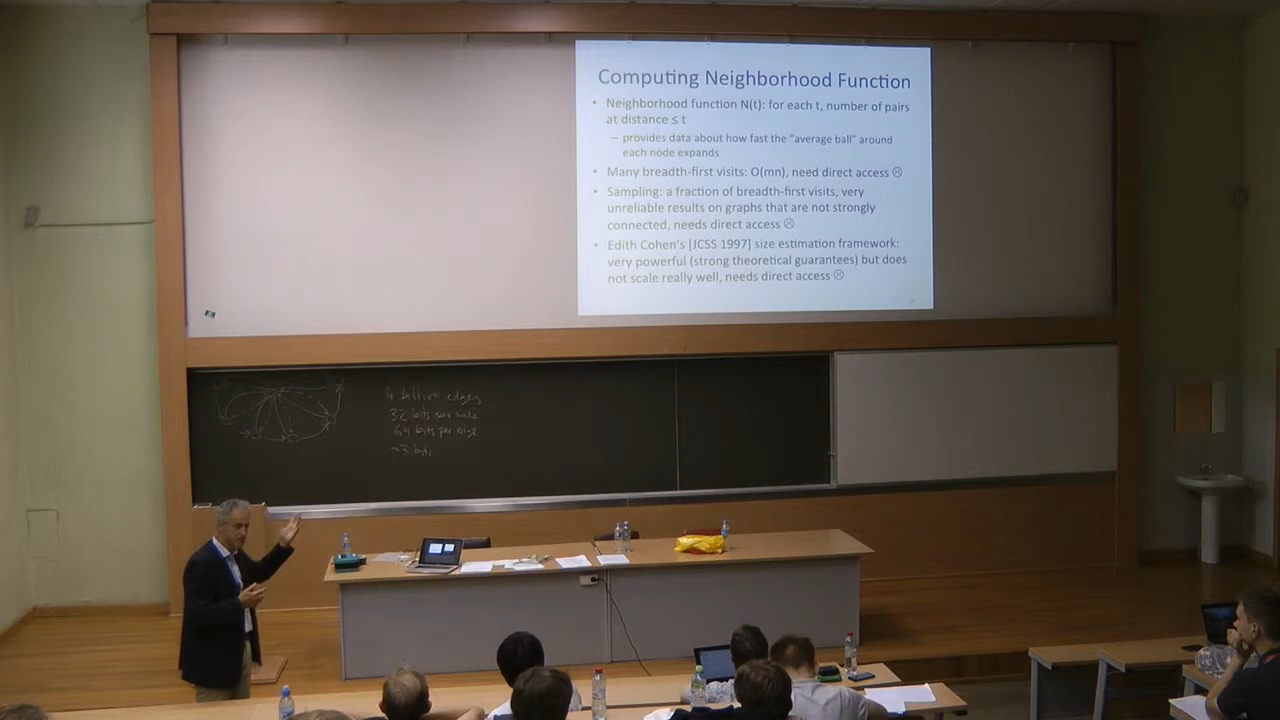 Computing Neighborhood Function
• Neighborhood function N(t): for each t, number of pairs
at distance ≤ t
– provides data about how fast the "average ball" around
each node expands
• Many breadth-first visits: O(mn), need direct access ☹
• Sampling: a fraction of breadth-first visits, very
unreliable results on graphs that are not strongly
connected, needs direct access ☹
• Edith Cohen's [JCSS 1997] size estimation framework:
very powerful (strong theoretical guarantees) but does
not scale really well, needs direct access ☹
4 billion edges
32 bits per node
64 bits per edge
~3 bits